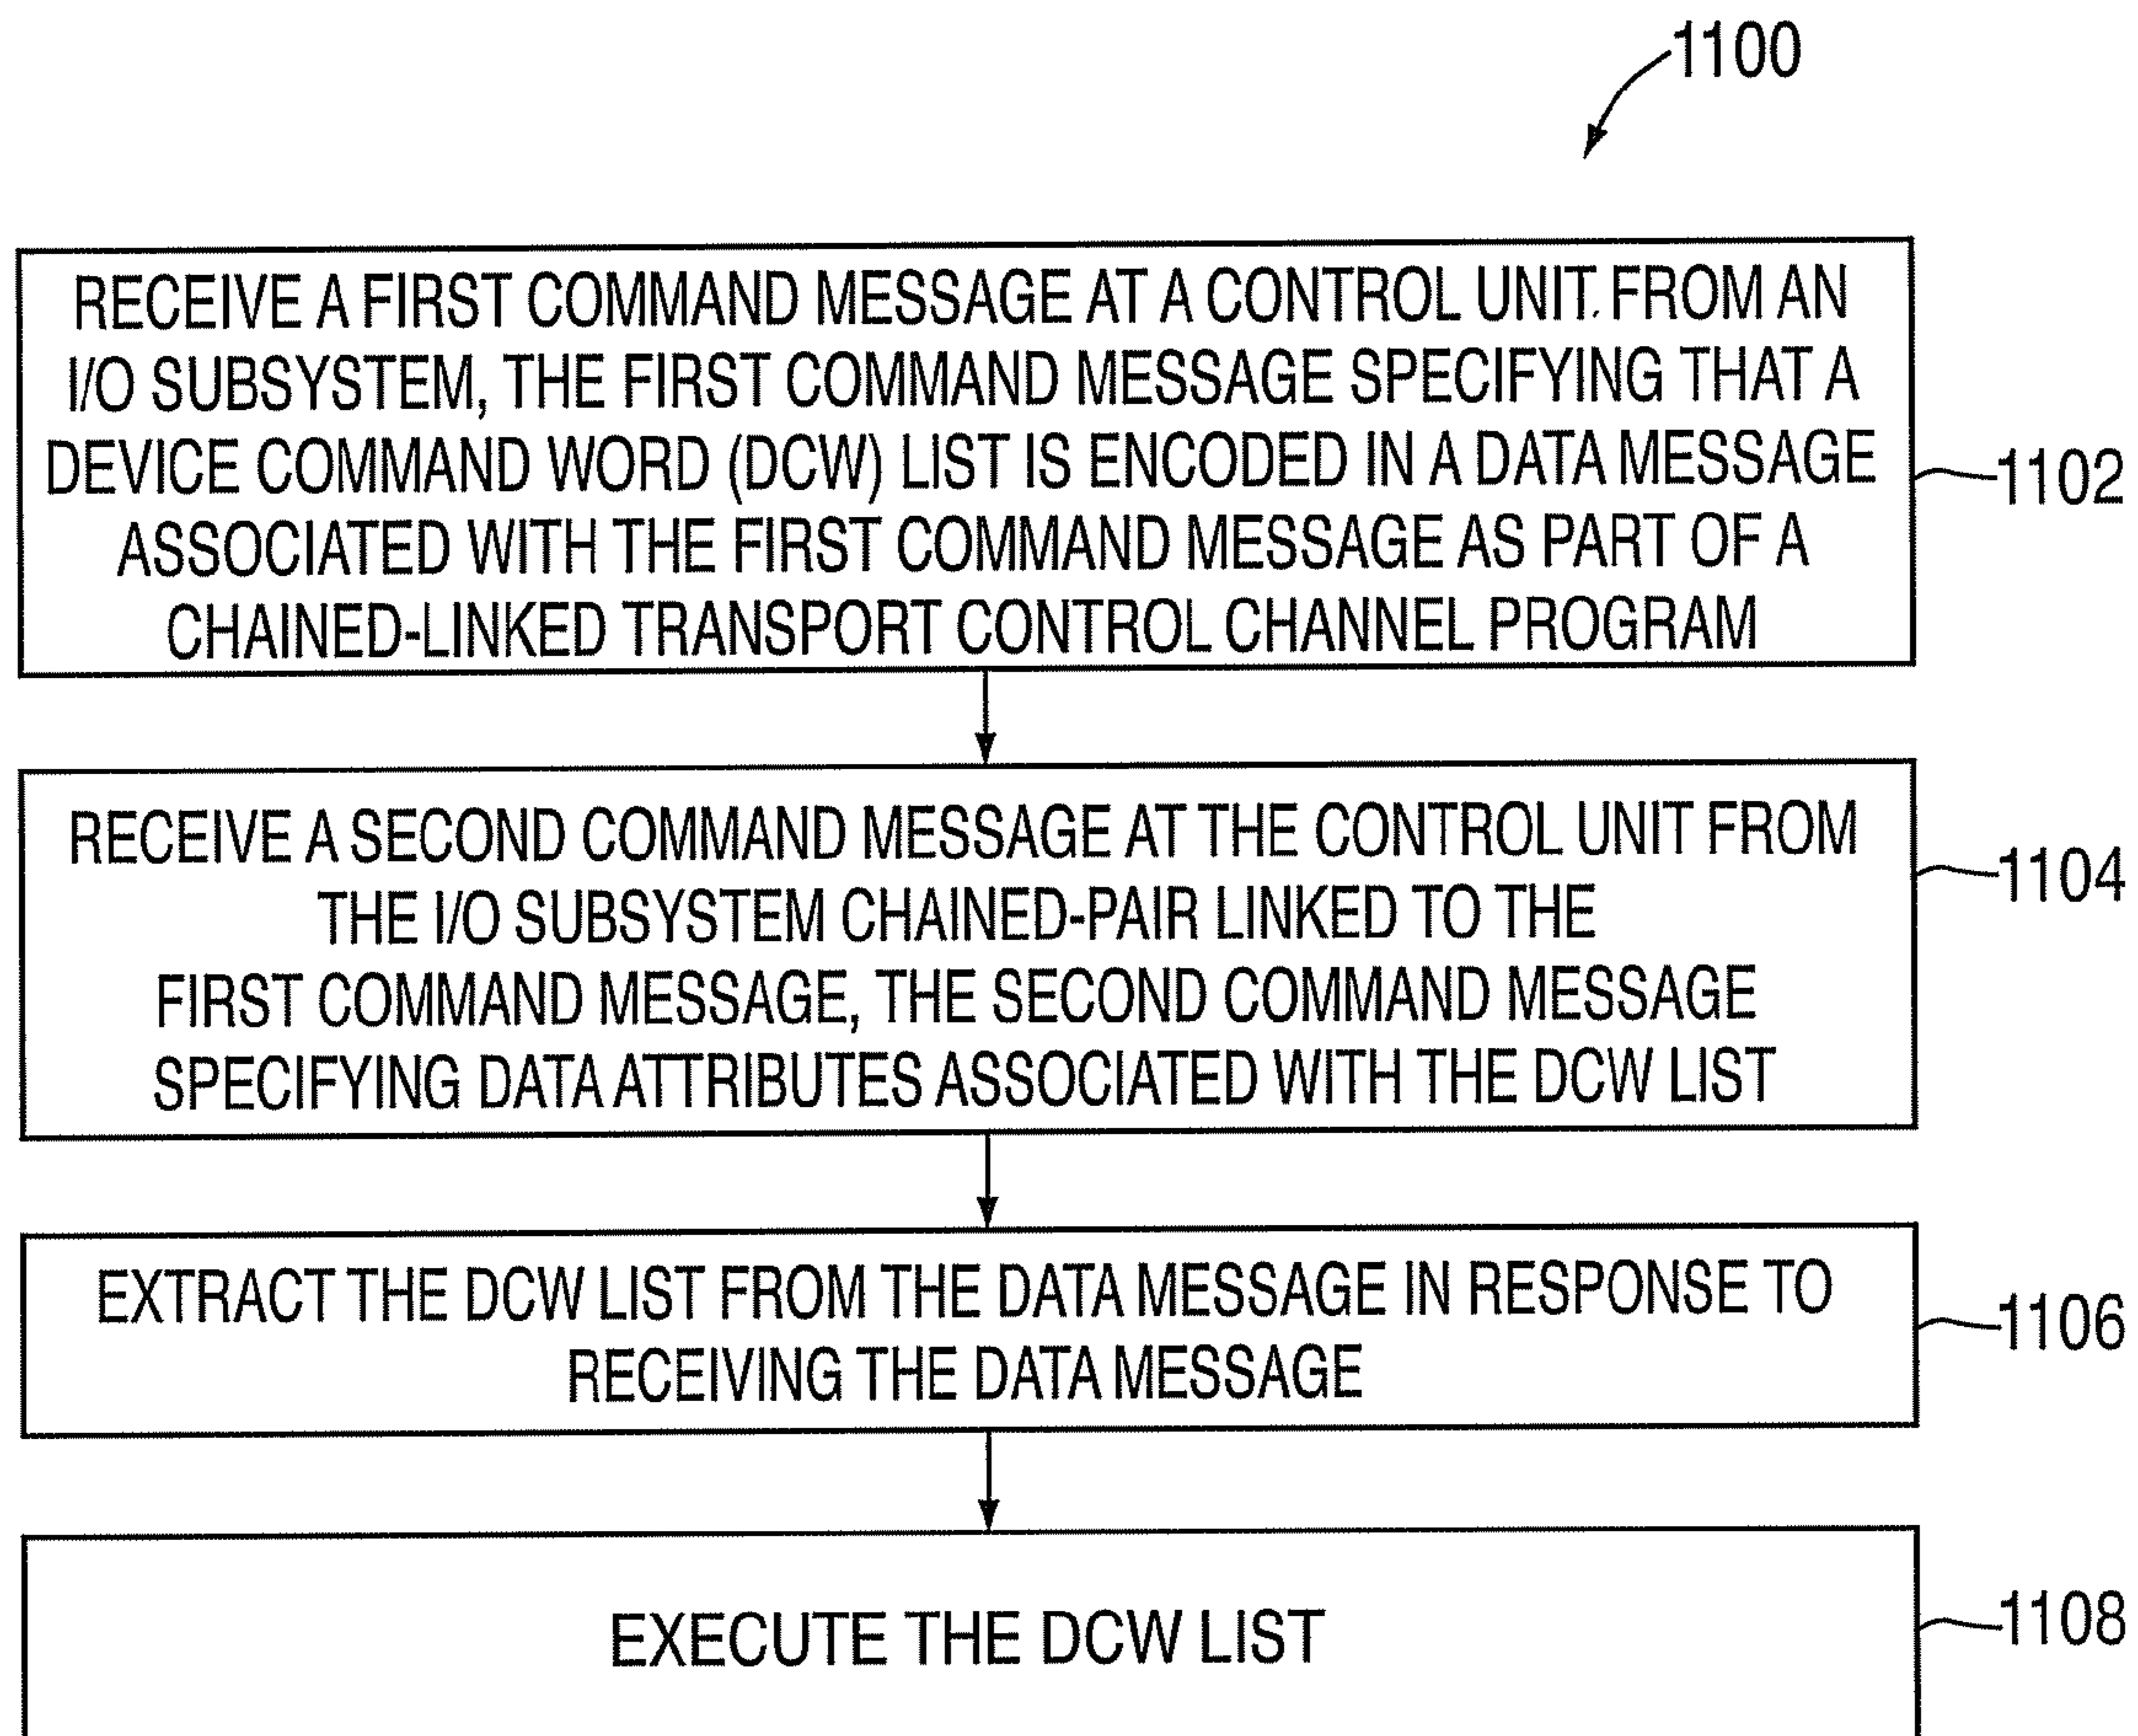 1100
RECEIVE A FIRST COMMAND MESSAGE AT A CONTROL UNIT FROM AN
I/O SUBSYSTEM, THE FIRST COMMAND MESSAGE SPECIFYING THAT A
DEVICE COMMAND WORD (DCW) LIST IS ENCODED IN A DATA MESSAGE
ASSOCIATED WITH THE FIRST COMMAND MESSAGE AS PART OF A
CHAINED-LINKED TRANSPORT CONTROL CHANNEL PROGRAM
1102
RECEIVE A SECOND COMMAND MESSAGE AT THE CONTROL UNIT FROM
THE I/O SUBSYSTEM CHAINED-PAIR LINKED TO THE
FIRST COMMAND MESSAGE, THE SECOND COMMAND MESSAGE
SPECIFYING DATA ATTRIBUTES ASSOCIATED WITH THE DCW LIST
1104
EXTRACT THE DCW LIST FROM THE DATA MESSAGE IN RESPONSE TO
RECEIVING THE DATA MESSAGE
1106
EXECUTE THE DCW LIST
1108